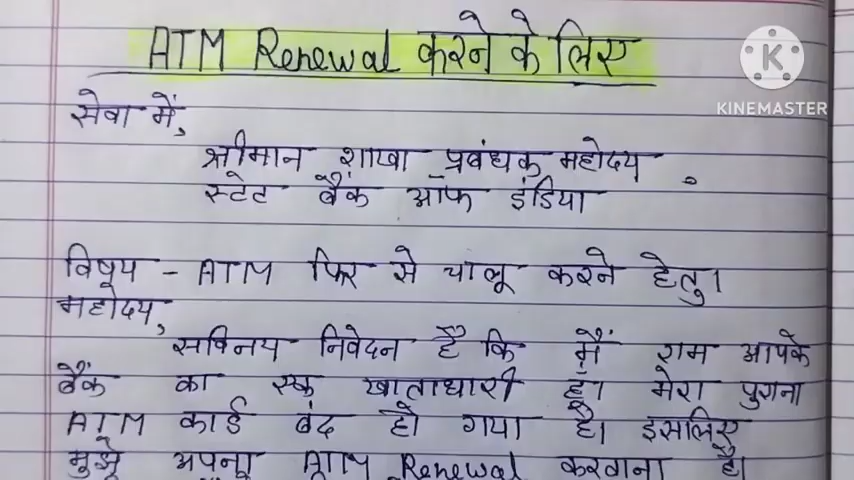 ATM Renewal करने के लिए
K
KINEMASTER
सेवा में,
श्रीमान शाखा प्रबंधक महोदय
स्टेट बैंक ऑफ इंडिया
विषय - ATM फिर से चालू करने हेतु।
महोदय,
सविनय निवेदन है कि मैं राम आपके
बैंक का एक खाताधारी हूँ। मेरा पुराना
ATM कार्ड बंद हो गया है। इसलिए
मुझे अपना ATM Renewal करवाना है।